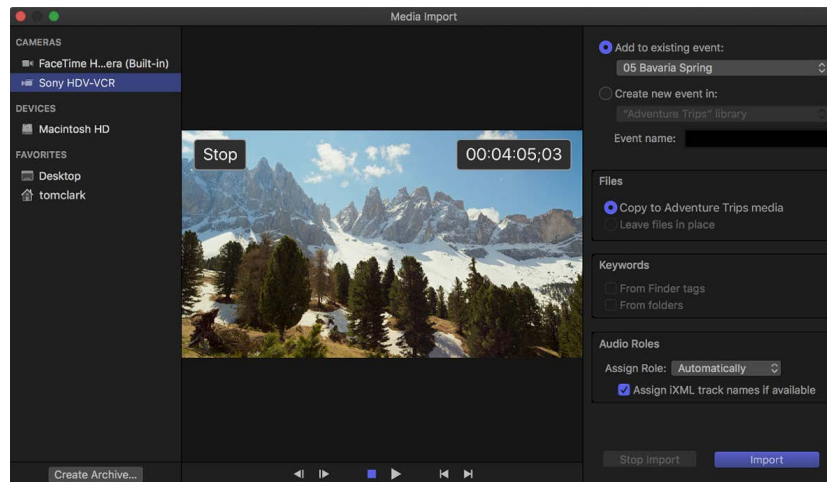 Media Import
CAMERAS
FaceTime H...era (Built-in)
Sony HDV-VCR
DEVICES
Macintosh HD
FAVORITES
Desktop
tomclark
Create Archive...
Stop
00:04:05;03
Add to existing event:
05 Bavaria Spring
Create new event in:
"Adventure Trips" library
Event name:
Files
Copy to Adventure Trips media
Leave files in place
Keywords
From Finder tags
From folders
Audio Roles
Assign Role: Automatically
Assign iXML track names if available
Stop Import
Import